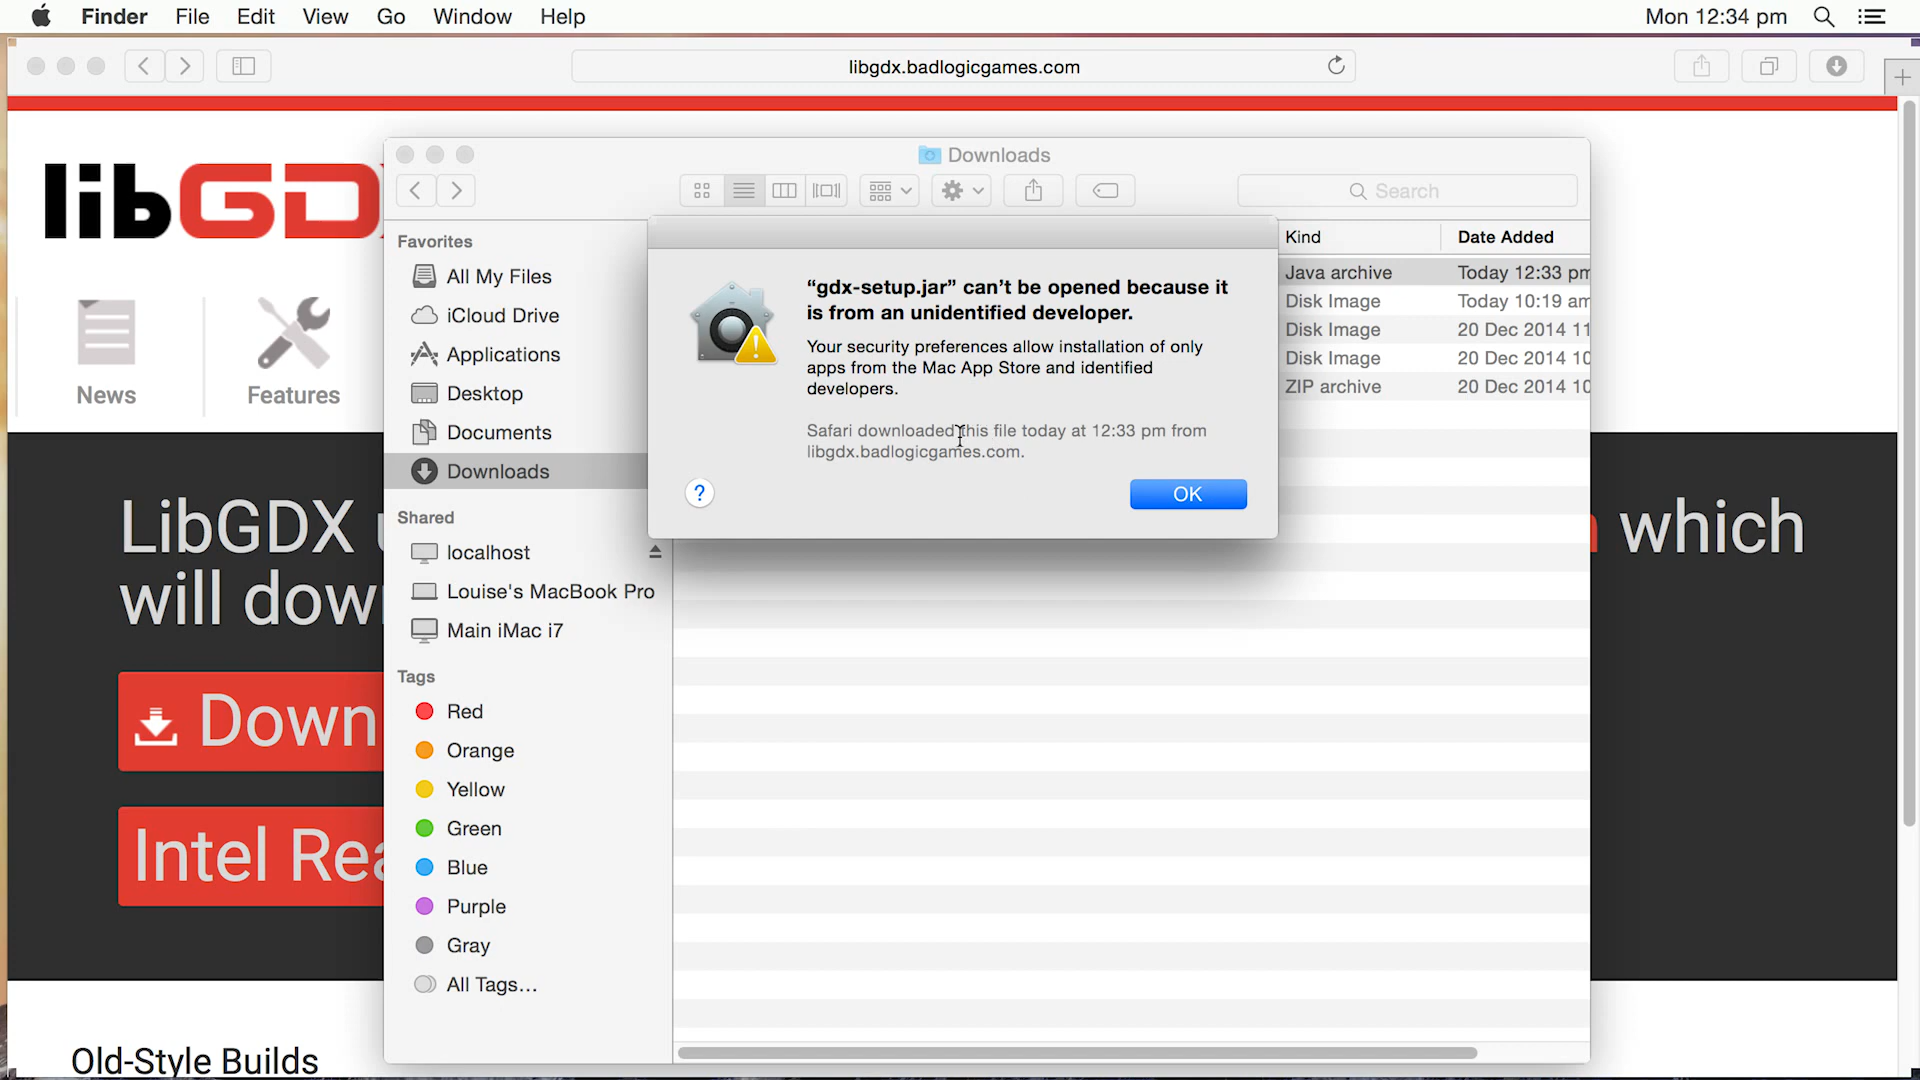 Finder File Edit View Go Window Help Mon 12:34 pm
libgdx.badlogicgames.com
libGD
Downloads
Search
News
Features
Favorites
All My Files
iCloud Drive
Applications
Desktop
Documents
Downloads
Shared
localhost
Louise's MacBook Pro
Main iMac i7
Tags
Red
Orange
Yellow
Green
Blue
Purple
Gray
All Tags...
Kind Date Added
Java archive Today 12:33 pm
Disk Image Today 10:19 am
Disk Image 20 Dec 2014 11
Disk Image 20 Dec 2014 10
ZIP archive 20 Dec 2014 10
“gdx-setup.jar” can’t be opened because it
is from an unidentified developer.
Your security preferences allow installation of only
apps from the Mac App Store and identified
developers.
Safari downloaded this file today at 12:33 pm from
libgdx.badlogicgames.com.
?
OK
LibGDX which
will down
Down
Intel Rea
Old-Style Builds